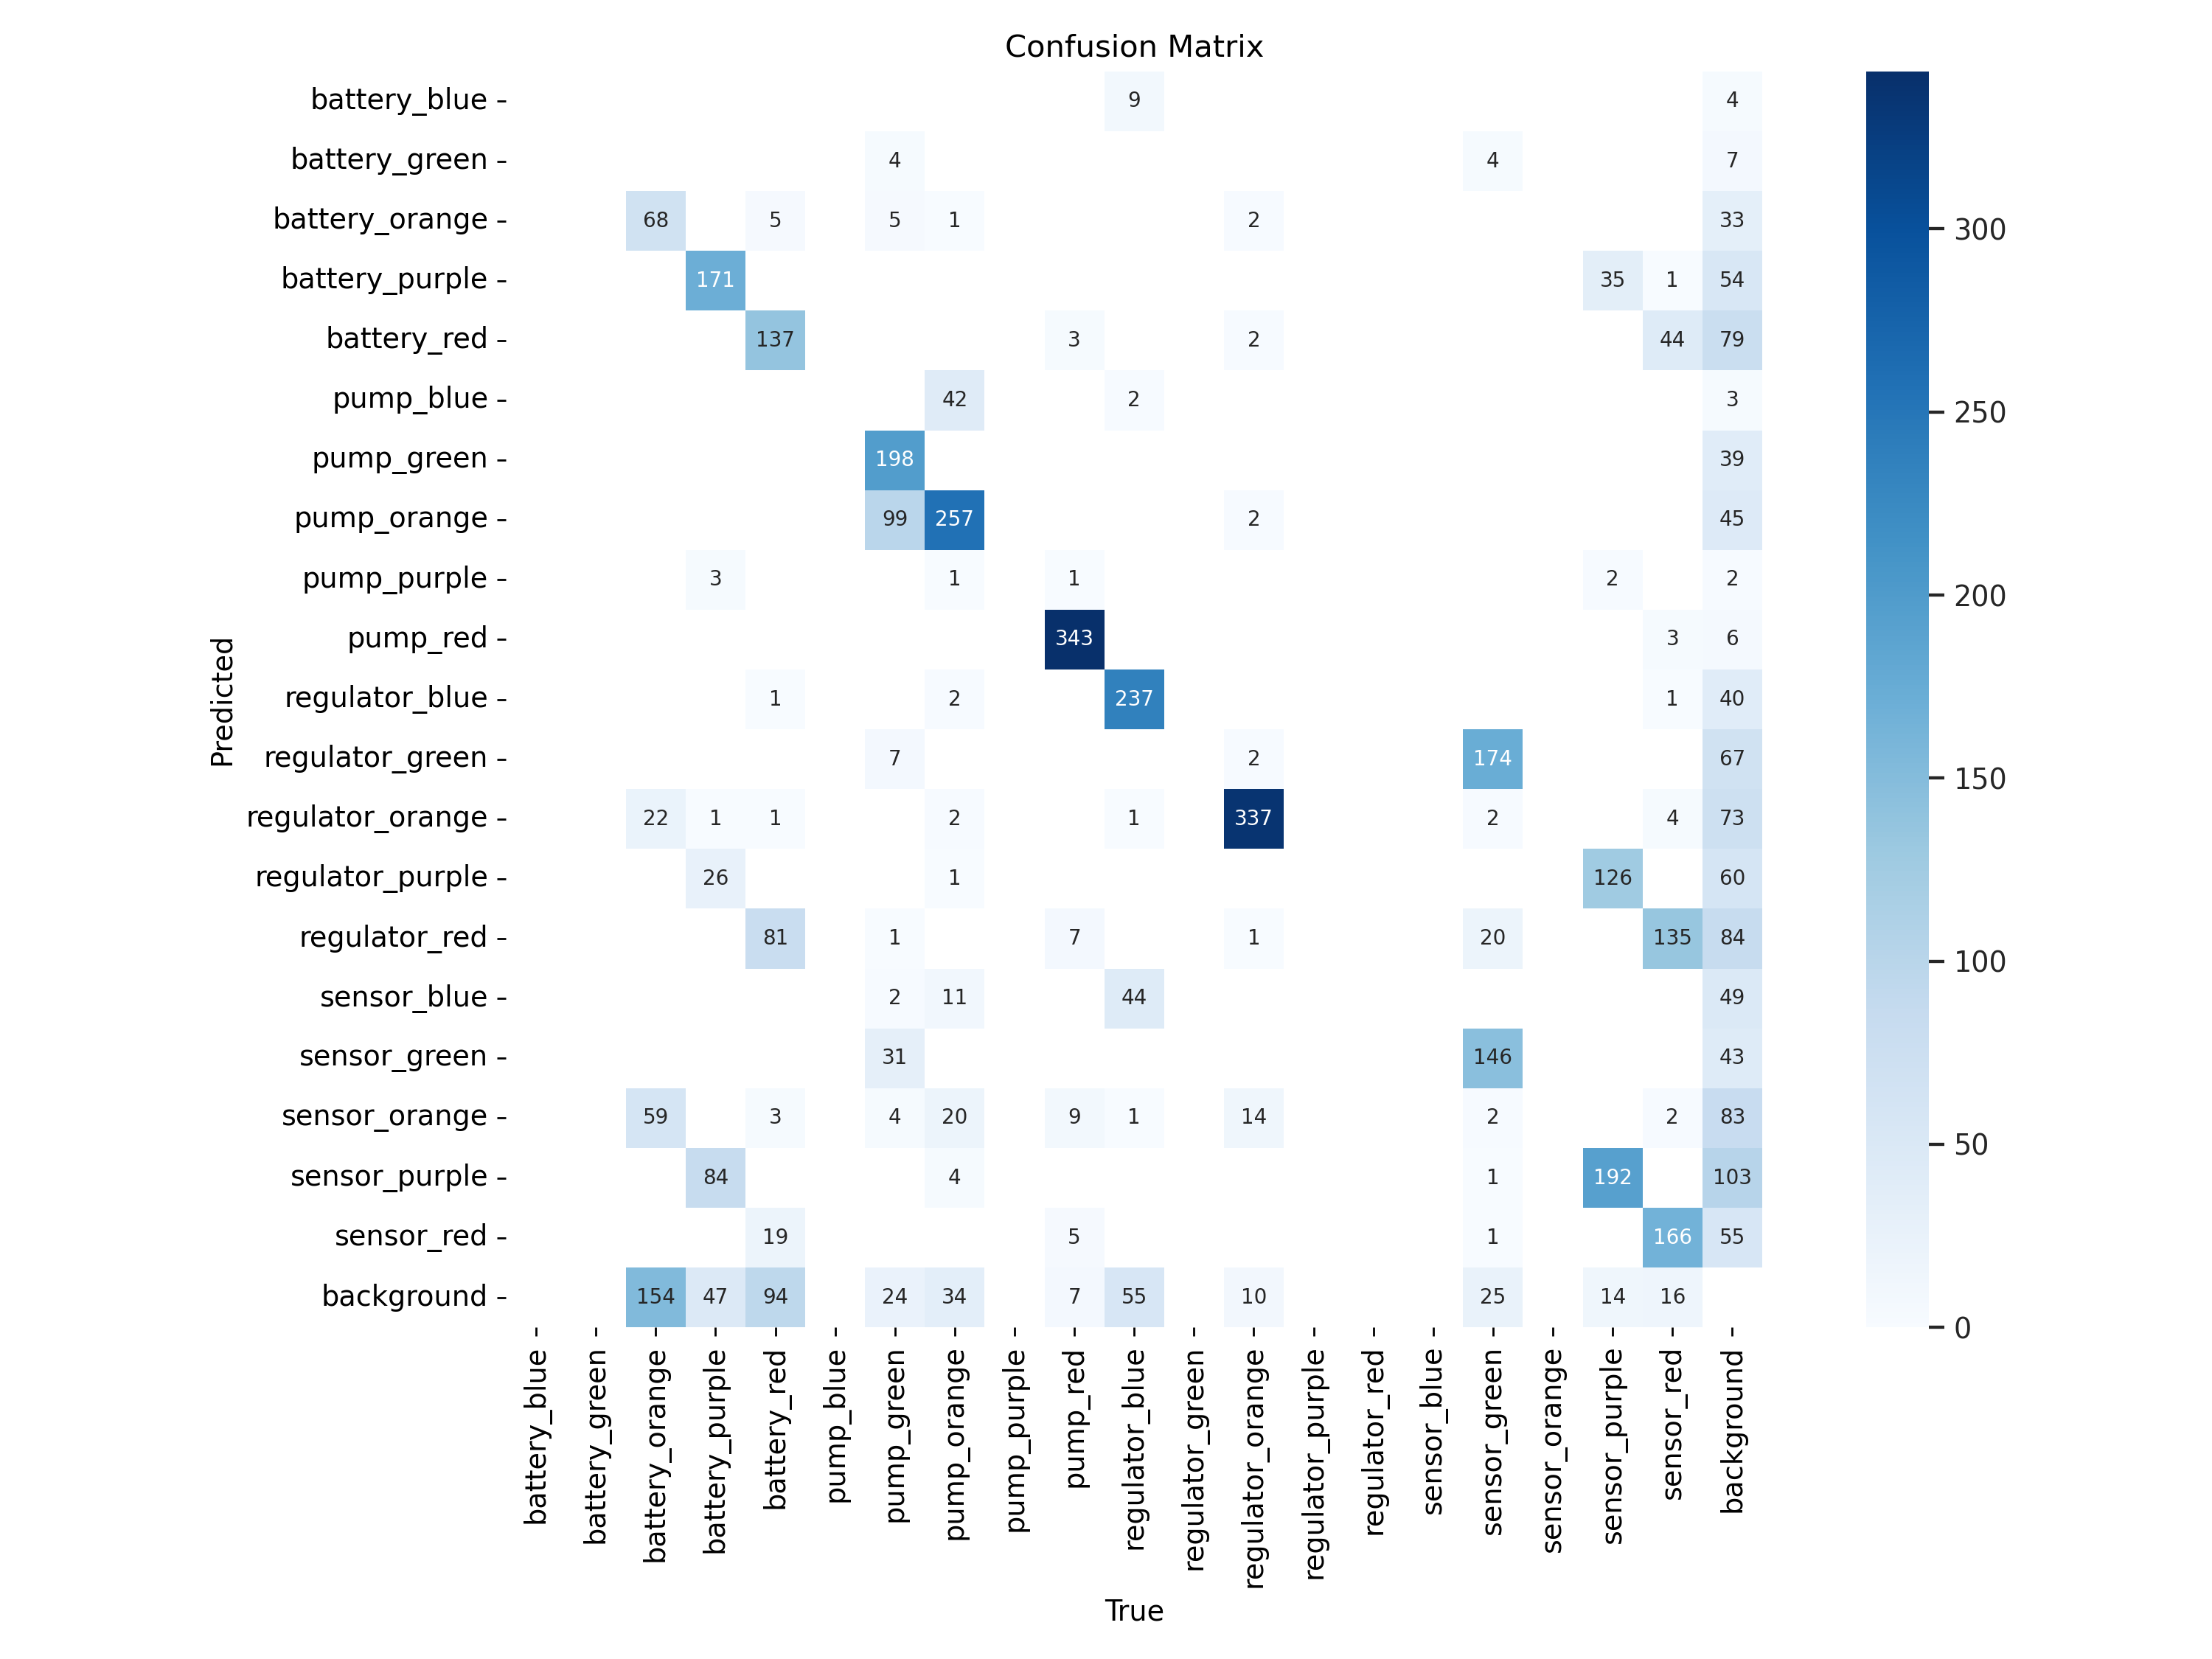 Confusion Matrix
battery_blue 9 4
battery_green 4 4 7
battery_orange 68 5 5 1 2 33
battery_purple 171 35 1 54
battery_red 137 3 2 44 79
pump_blue 42 2 3
pump_green 198 39
pump_orange 99 257 2 45
pump_purple 3 1 1 2 2
pump_red 343 3 6
regulator_blue 1 2 237 1 40
regulator_green 7 2 174 67
regulator_orange 22 1 1 2 1 337 2 4 73
regulator_purple 26 1 126 60
regulator_red 81 1 7 1 20 135 84
sensor_blue 2 11 44 49
sensor_green 31 146 43
sensor_orange 59 3 4 20 9 1 14 2 2 83
sensor_purple 84 4 1 192 103
sensor_red 19 5 1 166 55
background 154 47 94 24 34 7 55 10 25 14 16
Predicted
battery_blue
battery_green
battery_orange
battery_purple
battery_red
pump_blue
pump_green
pump_orange
pump_purple
pump_red
regulator_blue
regulator_green
regulator_orange
regulator_purple
regulator_red
sensor_blue
sensor_green
sensor_orange
sensor_purple
sensor_red
background
True
300
250
200
150
100
50
0